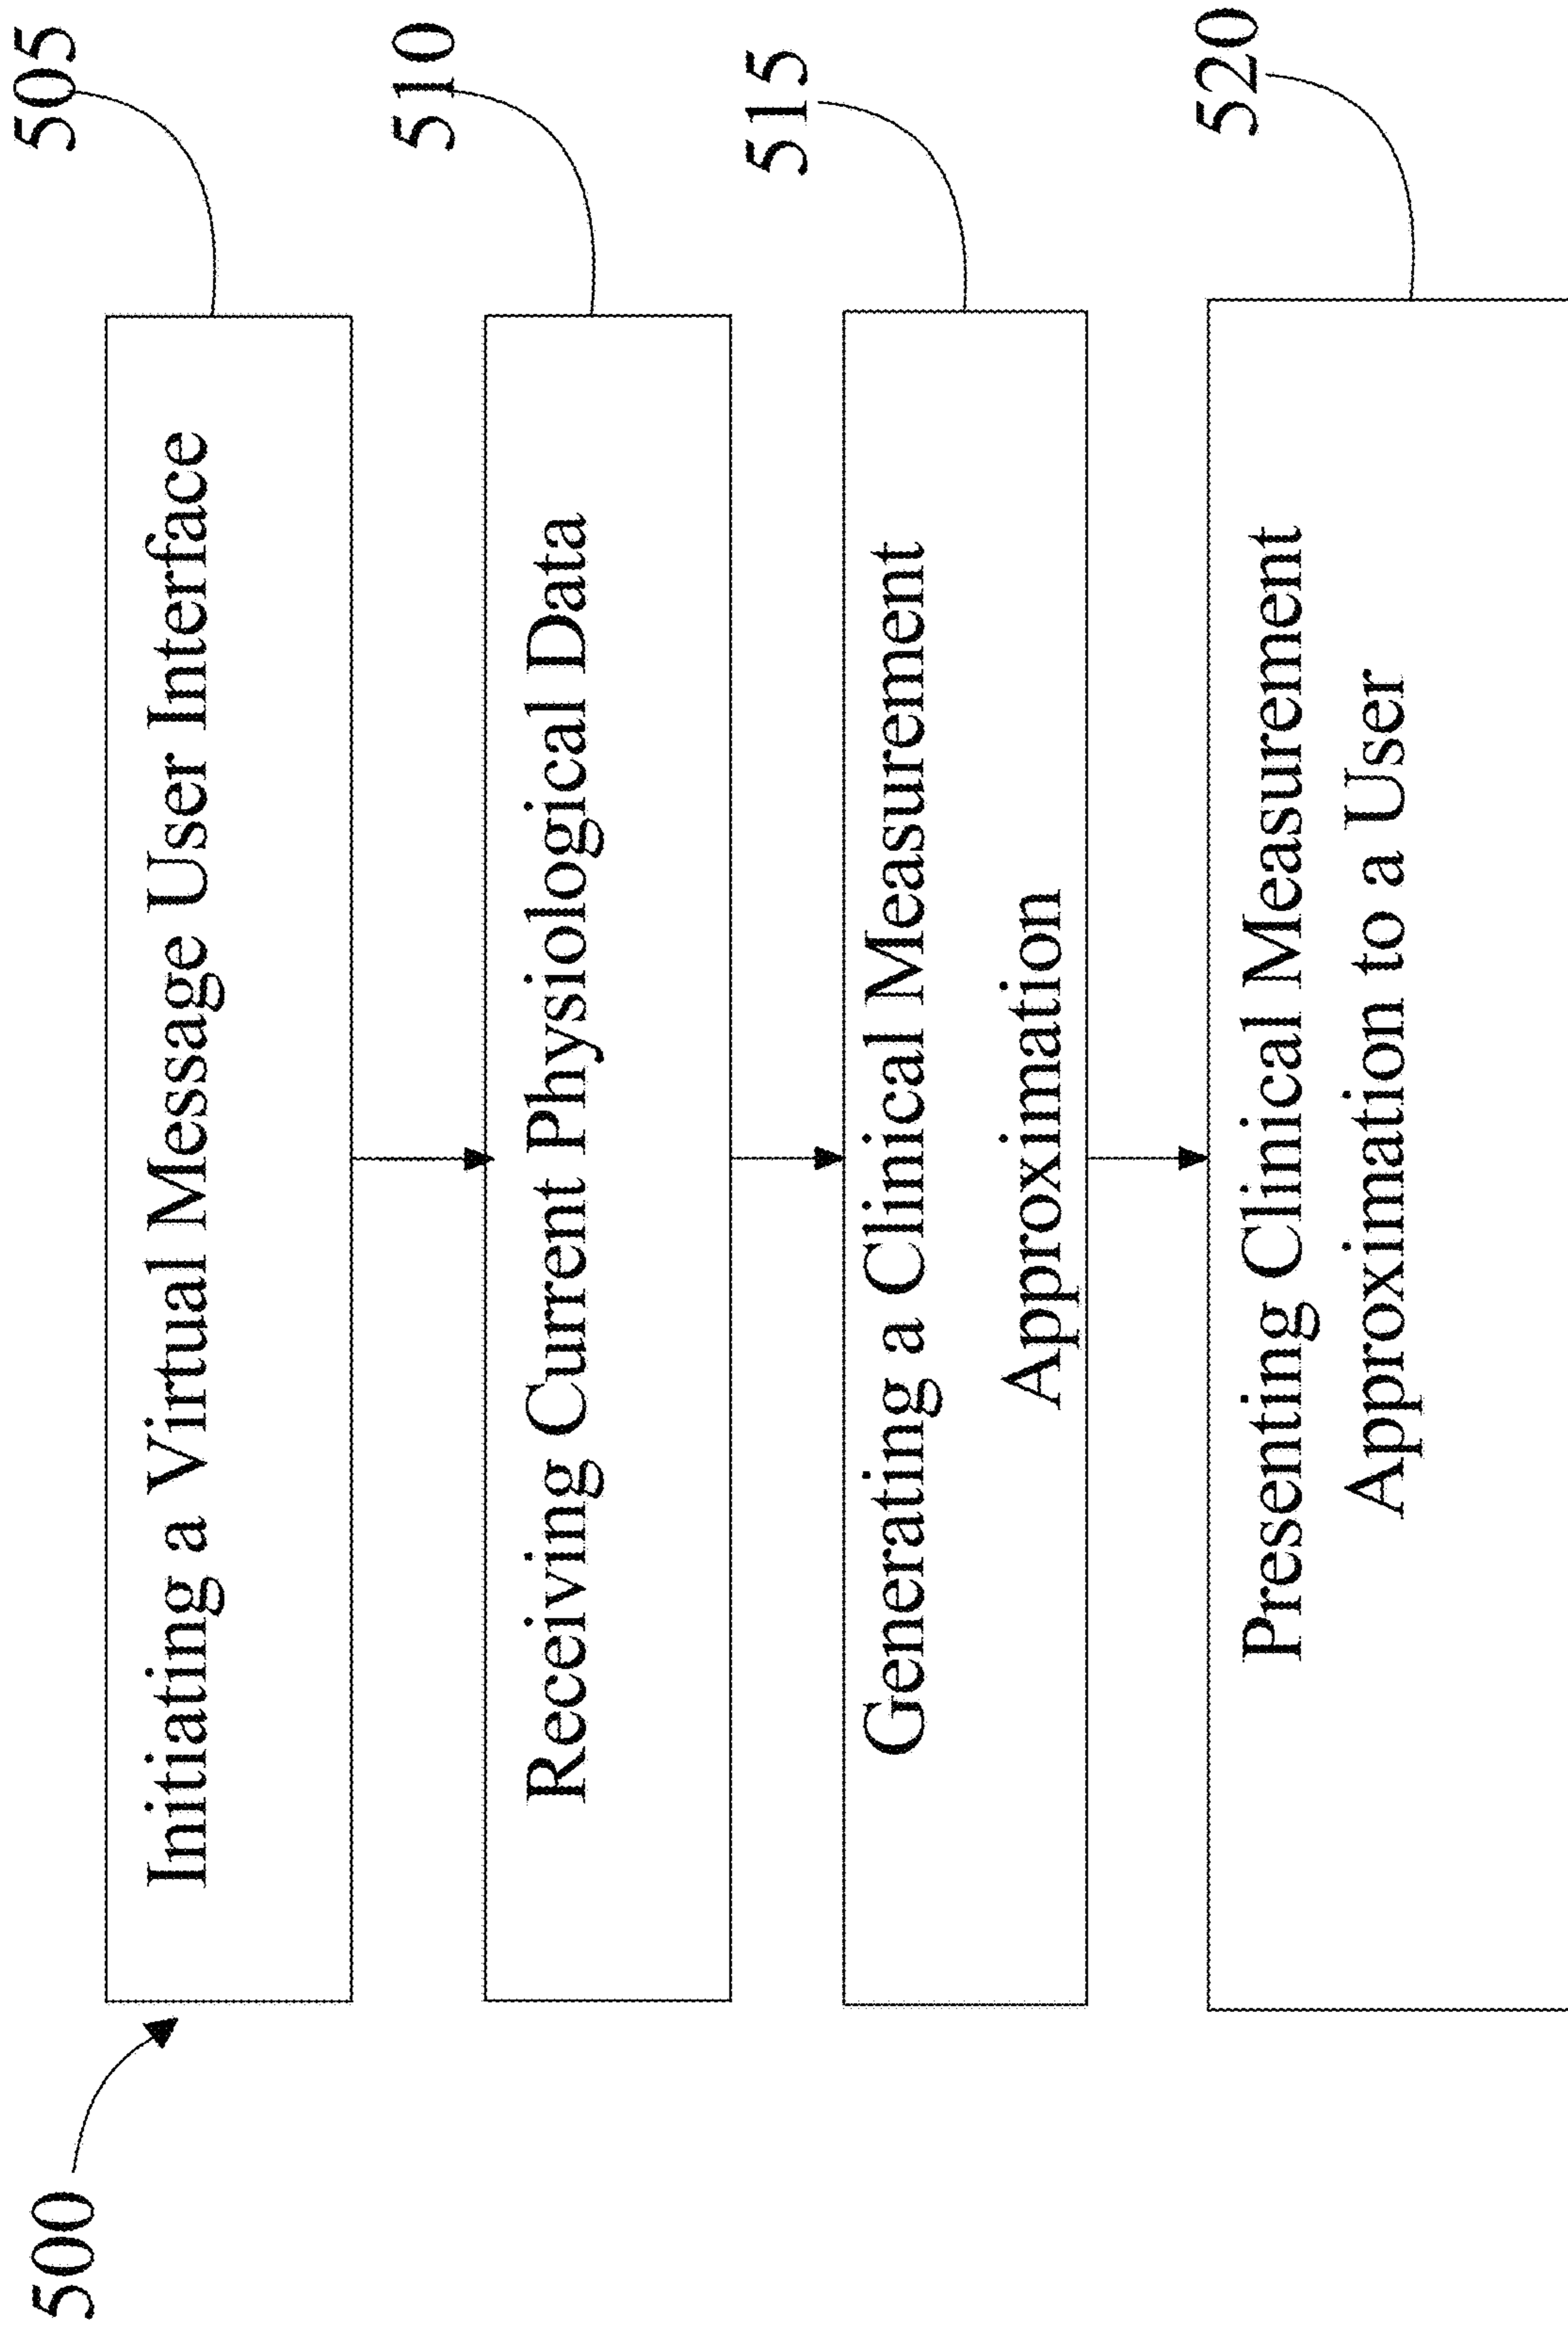 500
505
Initiating a Virtual Message User Interface
510
Receiving Current Physiological Data
515
Generating a Clinical Measurement
Approximation
520
Presenting Clinical Measurement
Approximation to a User